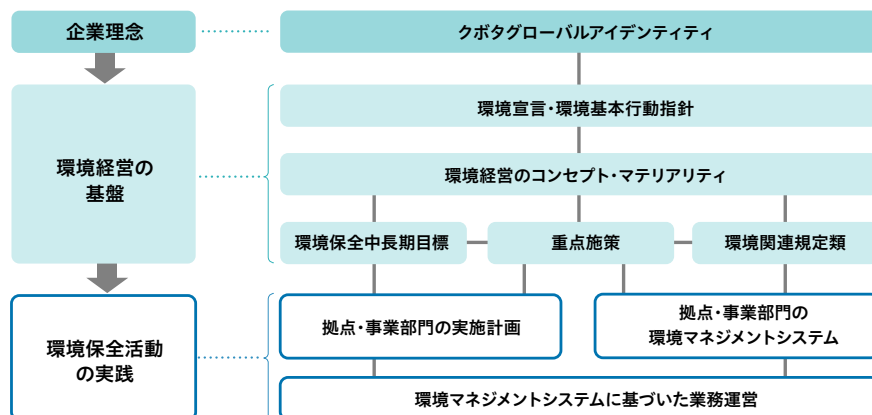 企業理念
クボタグローバルアイデンティティ
環境経営の
基盤
環境宣言・環境基本行動指針
環境経営のコンセプト・マテリアリティ
環境保全中長期目標
重点施策
環境関連規定類
環境保全活動
の実践
拠点・事業部門の実施計画
拠点・事業部門の
環境マネジメントシステム
環境マネジメントシステムに基づいた業務運営